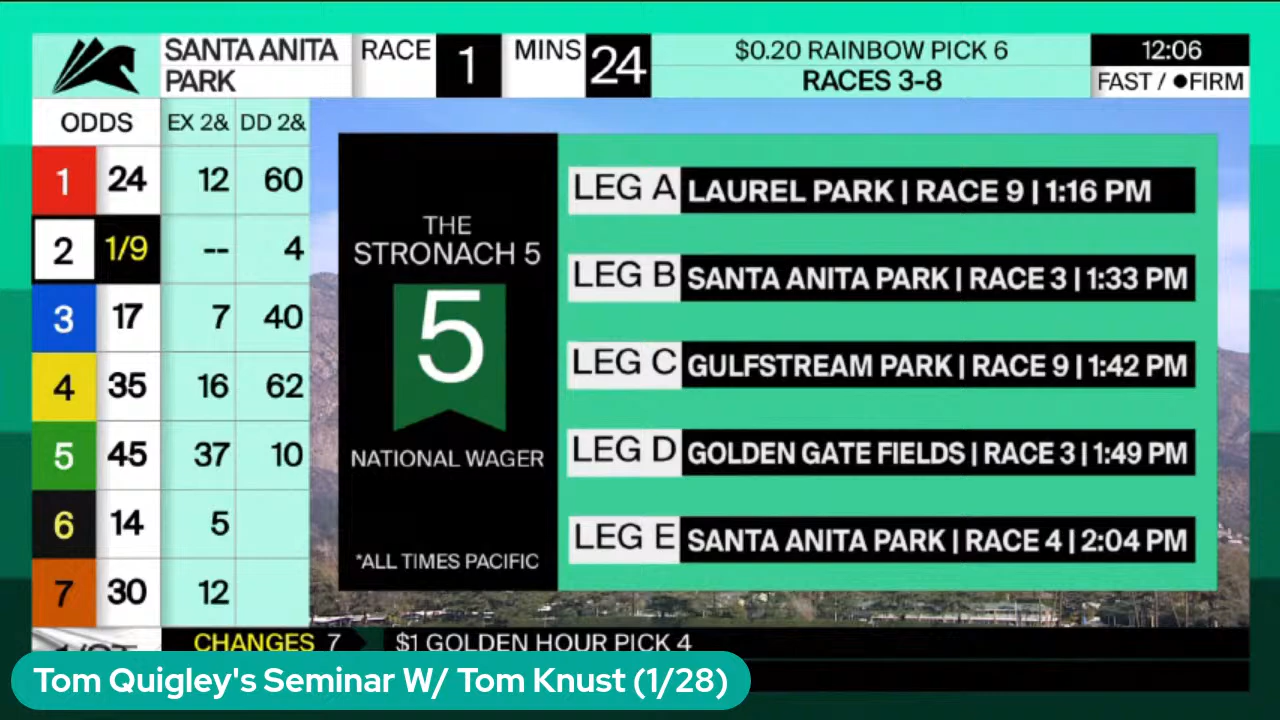 SANTA ANITA PARK
RACE 1
MINS 24
$0.20 RAINBOW PICK 6
RACES 3-8
12:06
FAST / ●FIRM
ODDS EX 2& DD 2&
1 24 12 60
2 1/9 -- 4
3 17 7 40
4 35 16 62
5 45 37 10
6 14 5
7 30 12
THE
STRONACH 5
5
NATIONAL WAGER
*ALL TIMES PACIFIC
LEG A LAUREL PARK | RACE 9 | 1:16 PM
LEG B SANTA ANITA PARK | RACE 3 | 1:33 PM
LEG C GULFSTREAM PARK | RACE 9 | 1:42 PM
LEG D GOLDEN GATE FIELDS | RACE 3 | 1:49 PM
LEG E SANTA ANITA PARK | RACE 4 | 2:04 PM
CHANGES 7 $1 GOLDEN HOUR PICK 4
Tom Quigley's Seminar W/ Tom Knust (1/28)